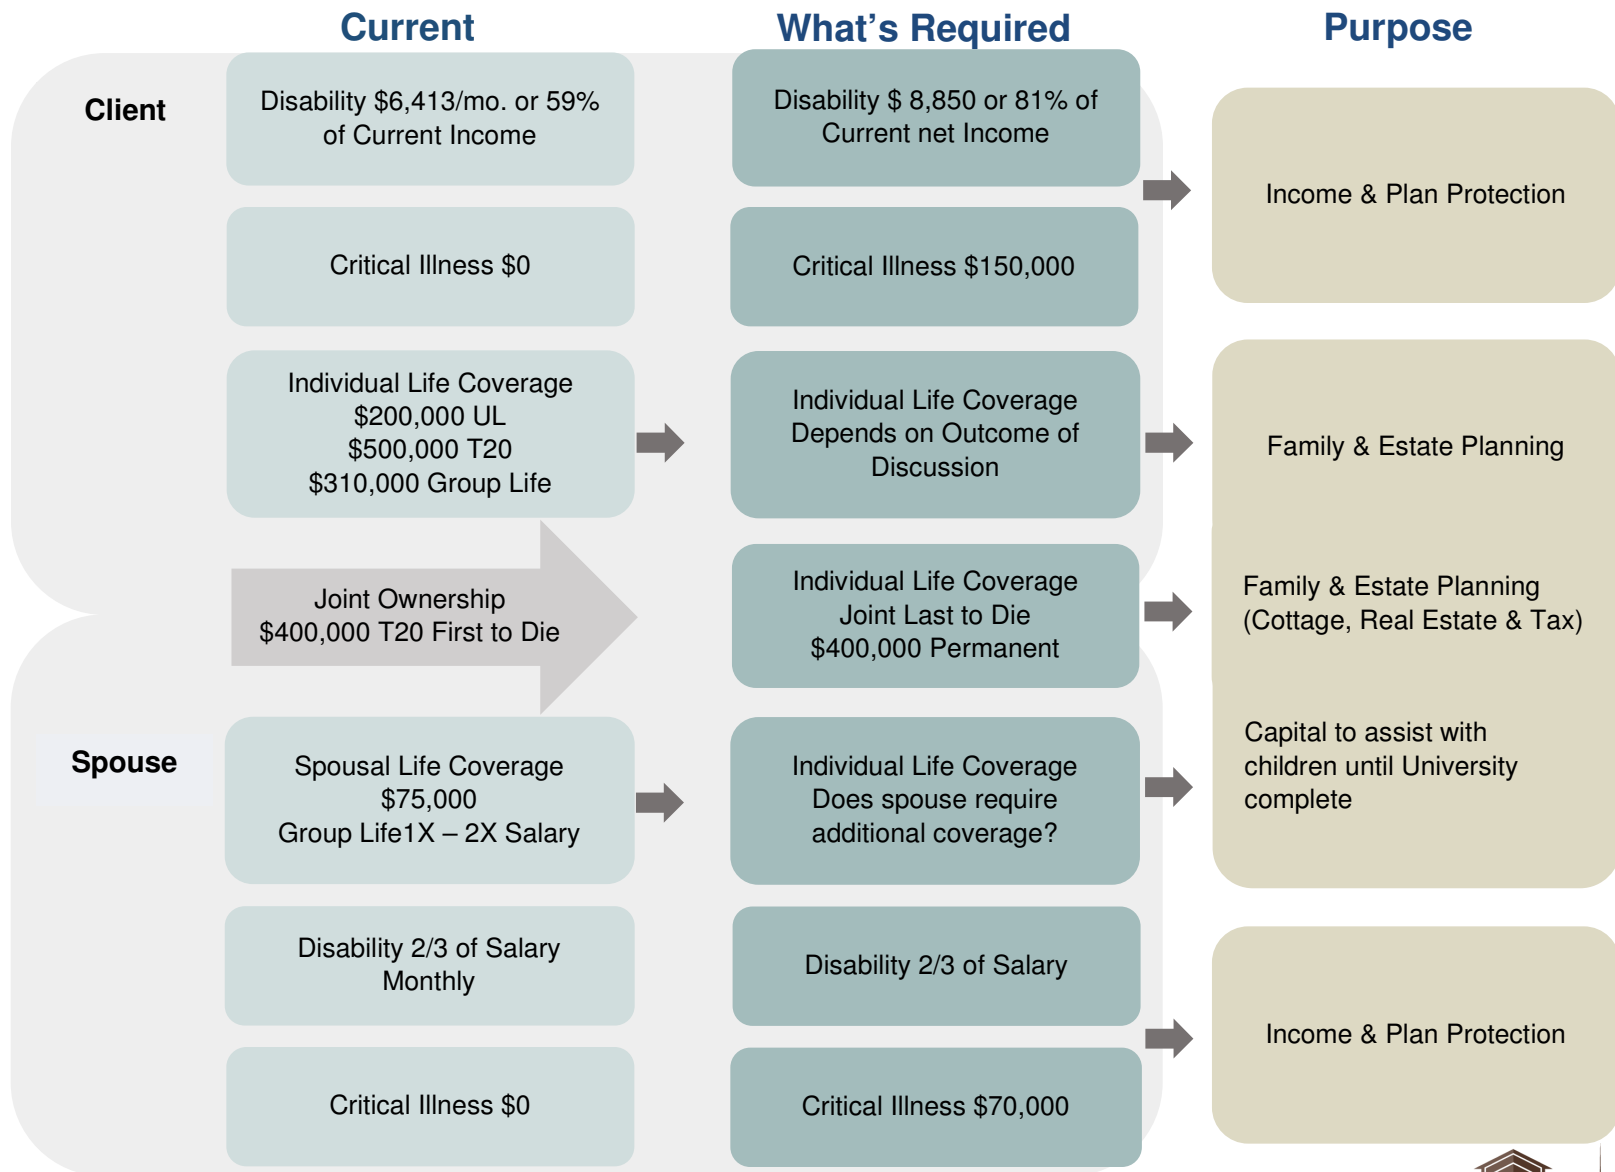 Current
What's Required
Purpose
Client
Disability $6,413/mo. or 59%
of Current Income
Disability $ 8,850 or 81% of
Current net Income
Income & Plan Protection
Critical Illness $0
Critical Illness $150,000
Individual Life Coverage
$200,000 UL
$500,000 T20
$310,000 Group Life
Individual Life Coverage
Depends on Outcome of
Discussion
Family & Estate Planning
Joint Ownership
$400,000 T20 First to Die
Individual Life Coverage
Joint Last to Die
$400,000 Permanent
Family & Estate Planning
(Cottage, Real Estate & Tax)
Spouse
Spousal Life Coverage
$75,000
Group Life1X – 2X Salary
Individual Life Coverage
Does spouse require
additional coverage?
Capital to assist with
children until University
complete
Disability 2/3 of Salary
Monthly
Disability 2/3 of Salary
Income & Plan Protection
Critical Illness $0
Critical Illness $70,000